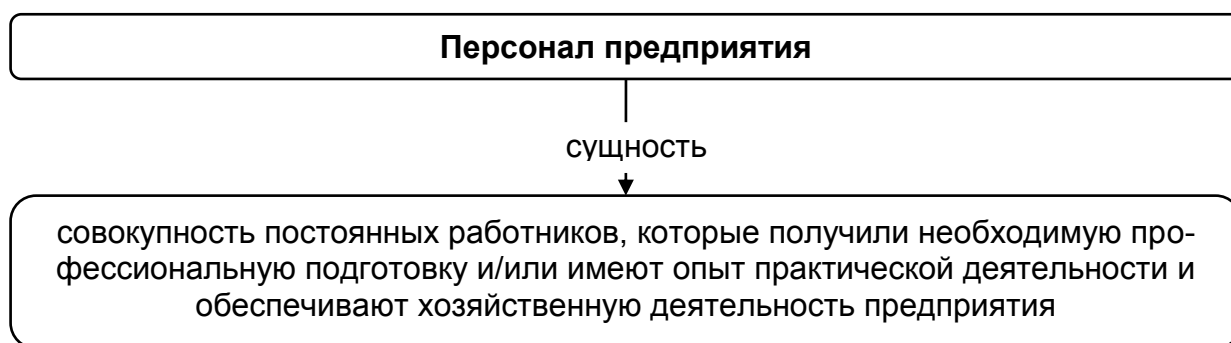 Персонал предприятия
сущность
совокупность постоянных работников, которые получили необходимую про-
фессиональную подготовку и/или имеют опыт практической деятельности и
обеспечивают хозяйственную деятельность предприятия